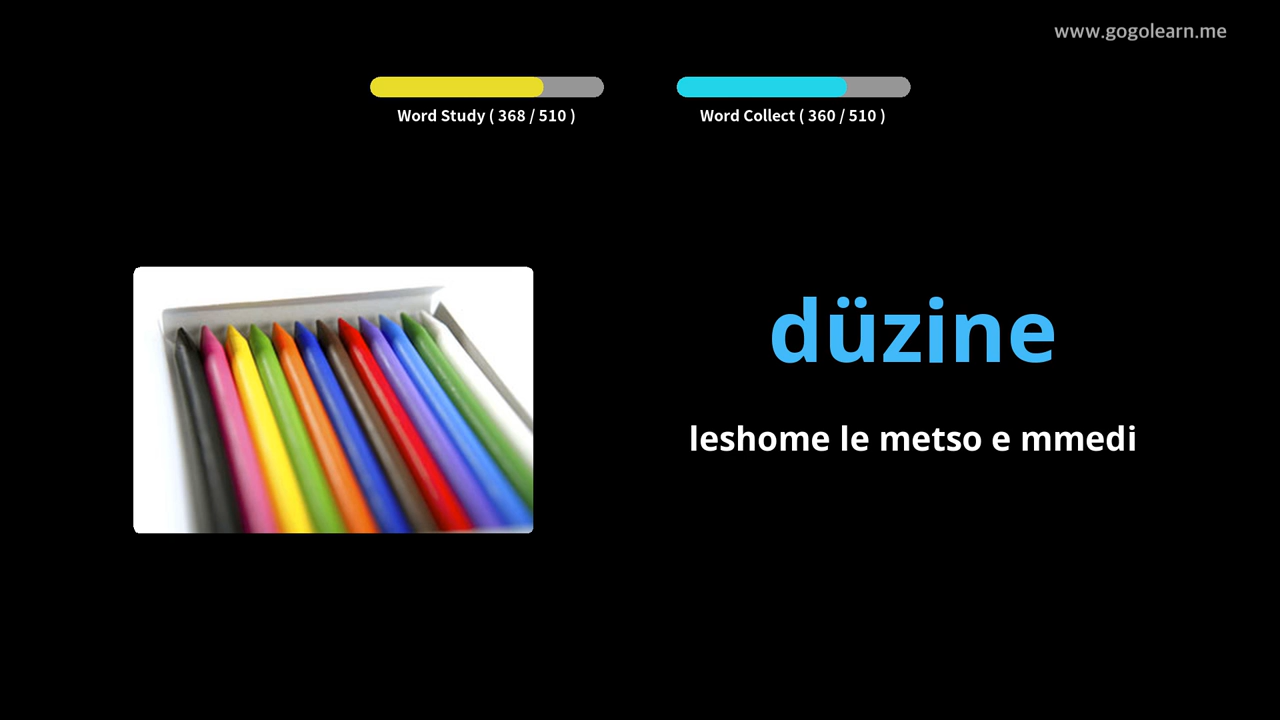 www.gogolearn.me
Word Study ( 368 / 510 )
Word Collect ( 360 / 510 )
düzine
leshome le metso e mmedi